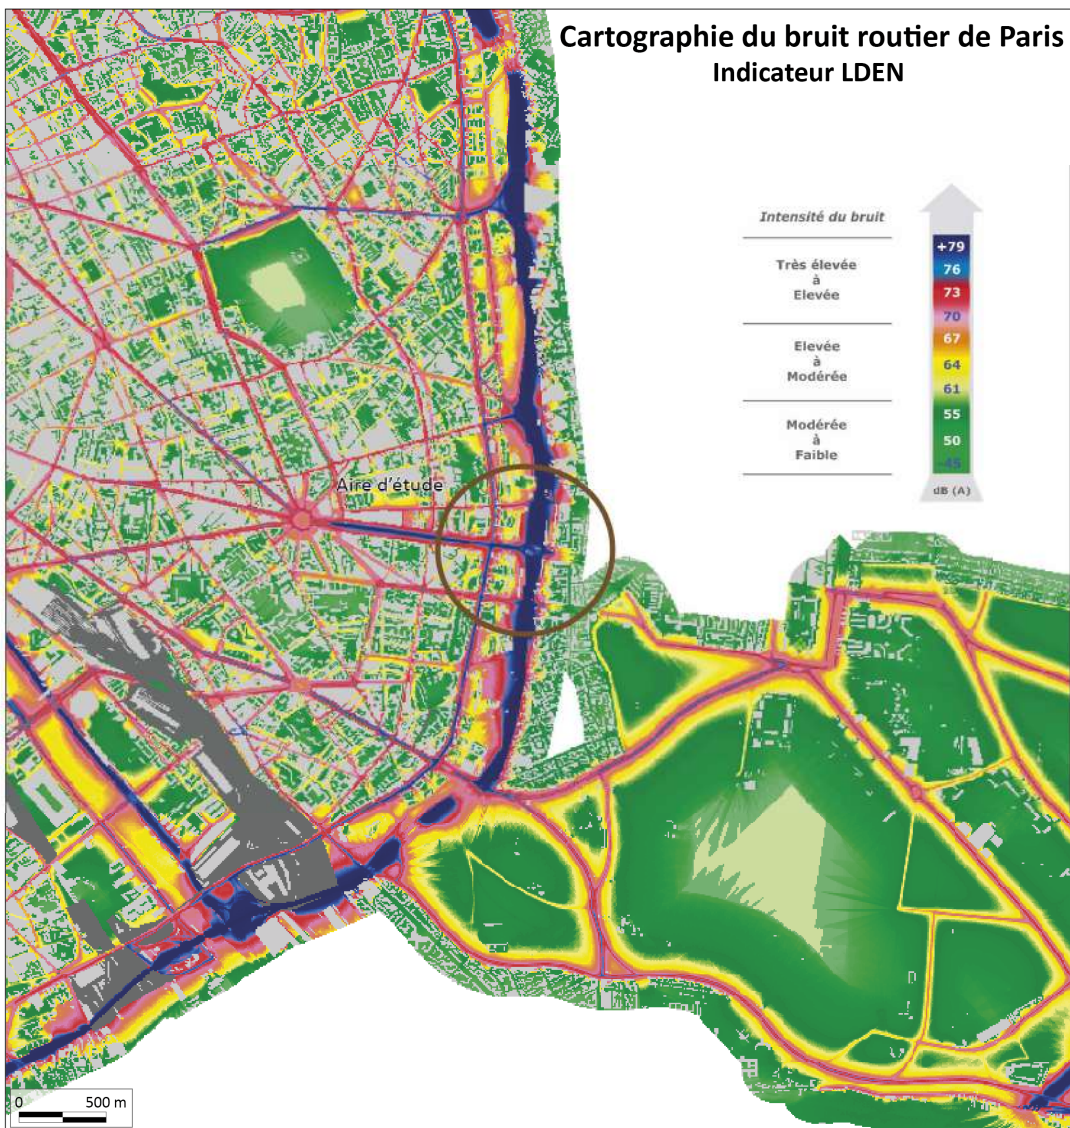 Cartographie du bruit routier de Paris
Indicateur LDEN
Intensité du bruit
Très élevée
à
Elevée
Elevée
à
Modérée
Modérée
à
Faible
+79
76
73
70
67
64
61
55
50
-45
dB (A)
Aire d'étude
0 500 m